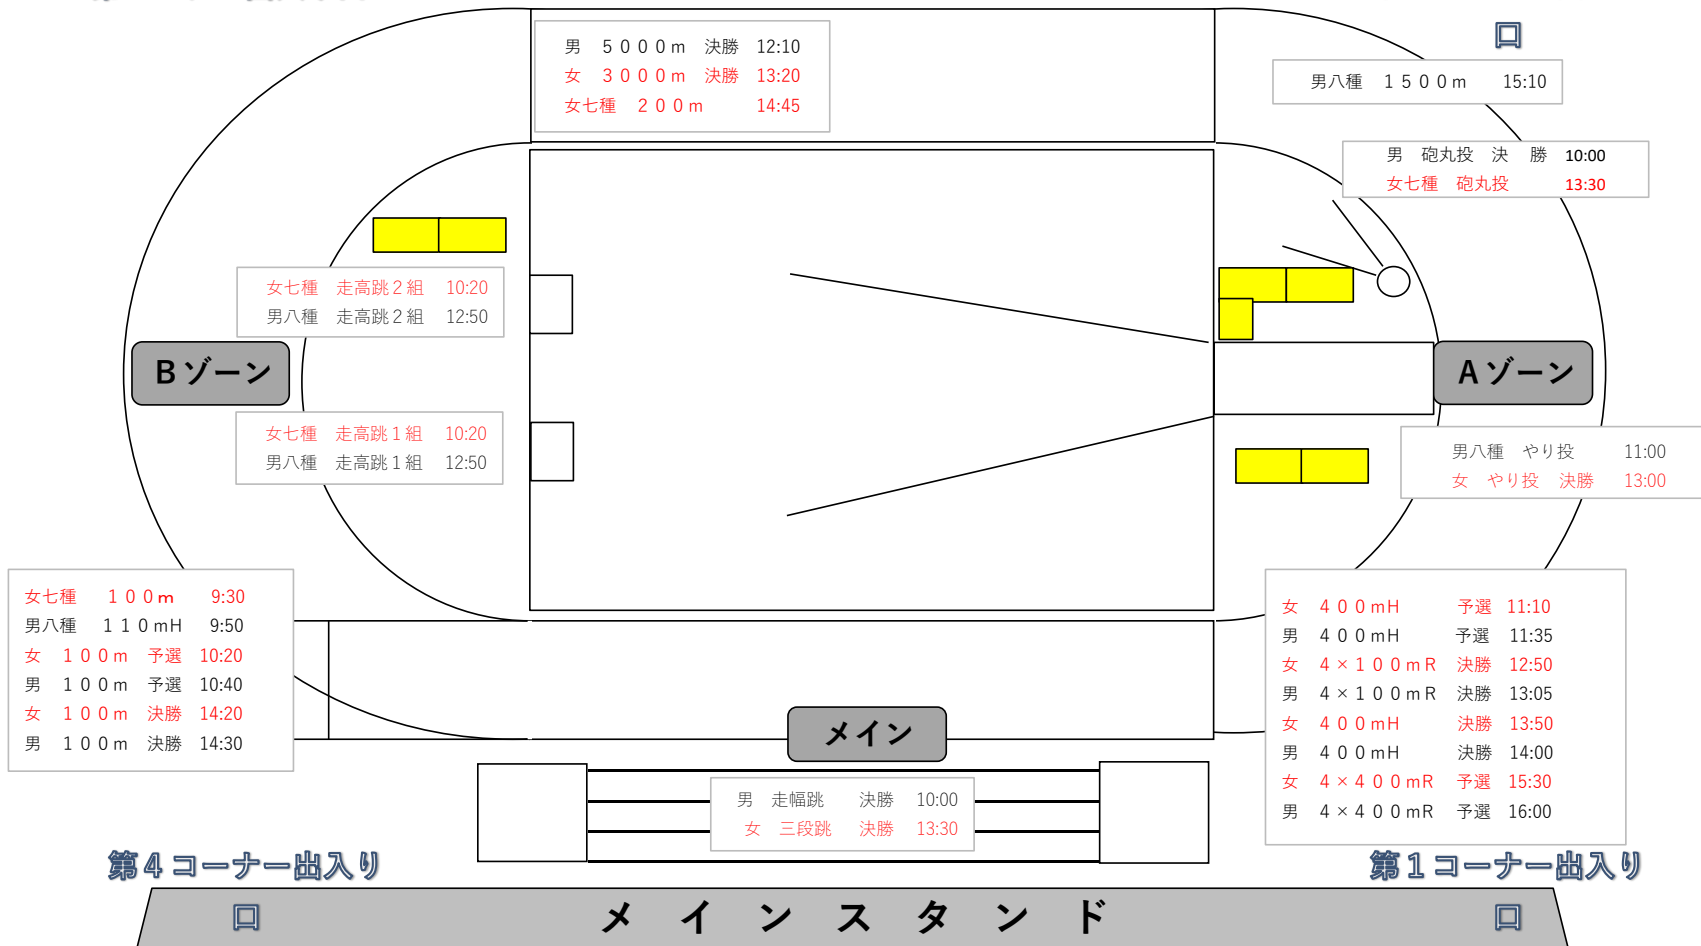 男　５０００ｍ　決勝　12:10
女　３０００ｍ　決勝　13:20
女七種　２００ｍ　14:45
口
男八種　１５００ｍ　15:10
男　砲丸投　決　勝　10:00
女七種　砲丸投　13:30
女七種　走高跳２組　10:20
男八種　走高跳２組　12:50
Ｂゾーン
Ａゾーン
女七種　走高跳１組　10:20
男八種　走高跳１組　12:50
男八種　やり投　11:00
女　やり投　決勝　13:00
女七種　１００ｍ　9:30
男八種　１１０ｍＨ　9:50
女　１００ｍ　予選　10:20
男　１００ｍ　予選　10:40
女　１００ｍ　決勝　14:20
男　１００ｍ　決勝　14:30
女　４００ｍＨ　予選　11:10
男　４００ｍＨ　予選　11:35
女　４×１００ｍＲ　決勝　12:50
男　４×１００ｍＲ　決勝　13:05
女　４００ｍＨ　決勝　13:50
男　４００ｍＨ　決勝　14:00
女　４×４００ｍＲ　予選　15:30
男　４×４００ｍＲ　予選　16:00
メイン
男　走幅跳　決勝　10:00
女　三段跳　決勝　13:30
第４コーナー出入り
口
第１コーナー出入り
口
メインスタンド